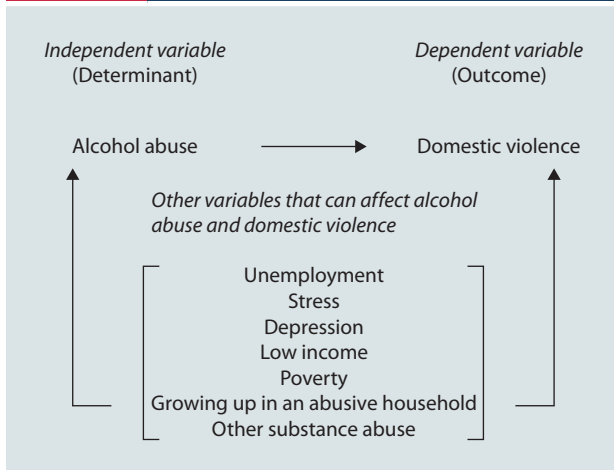 Independent variable
(Determinant)
Dependent variable
(Outcome)
Alcohol abuse
Domestic violence
Other variables that can affect alcohol
abuse and domestic violence
Unemployment
Stress
Depression
Low income
Poverty
Growing up in an abusive household
Other substance abuse